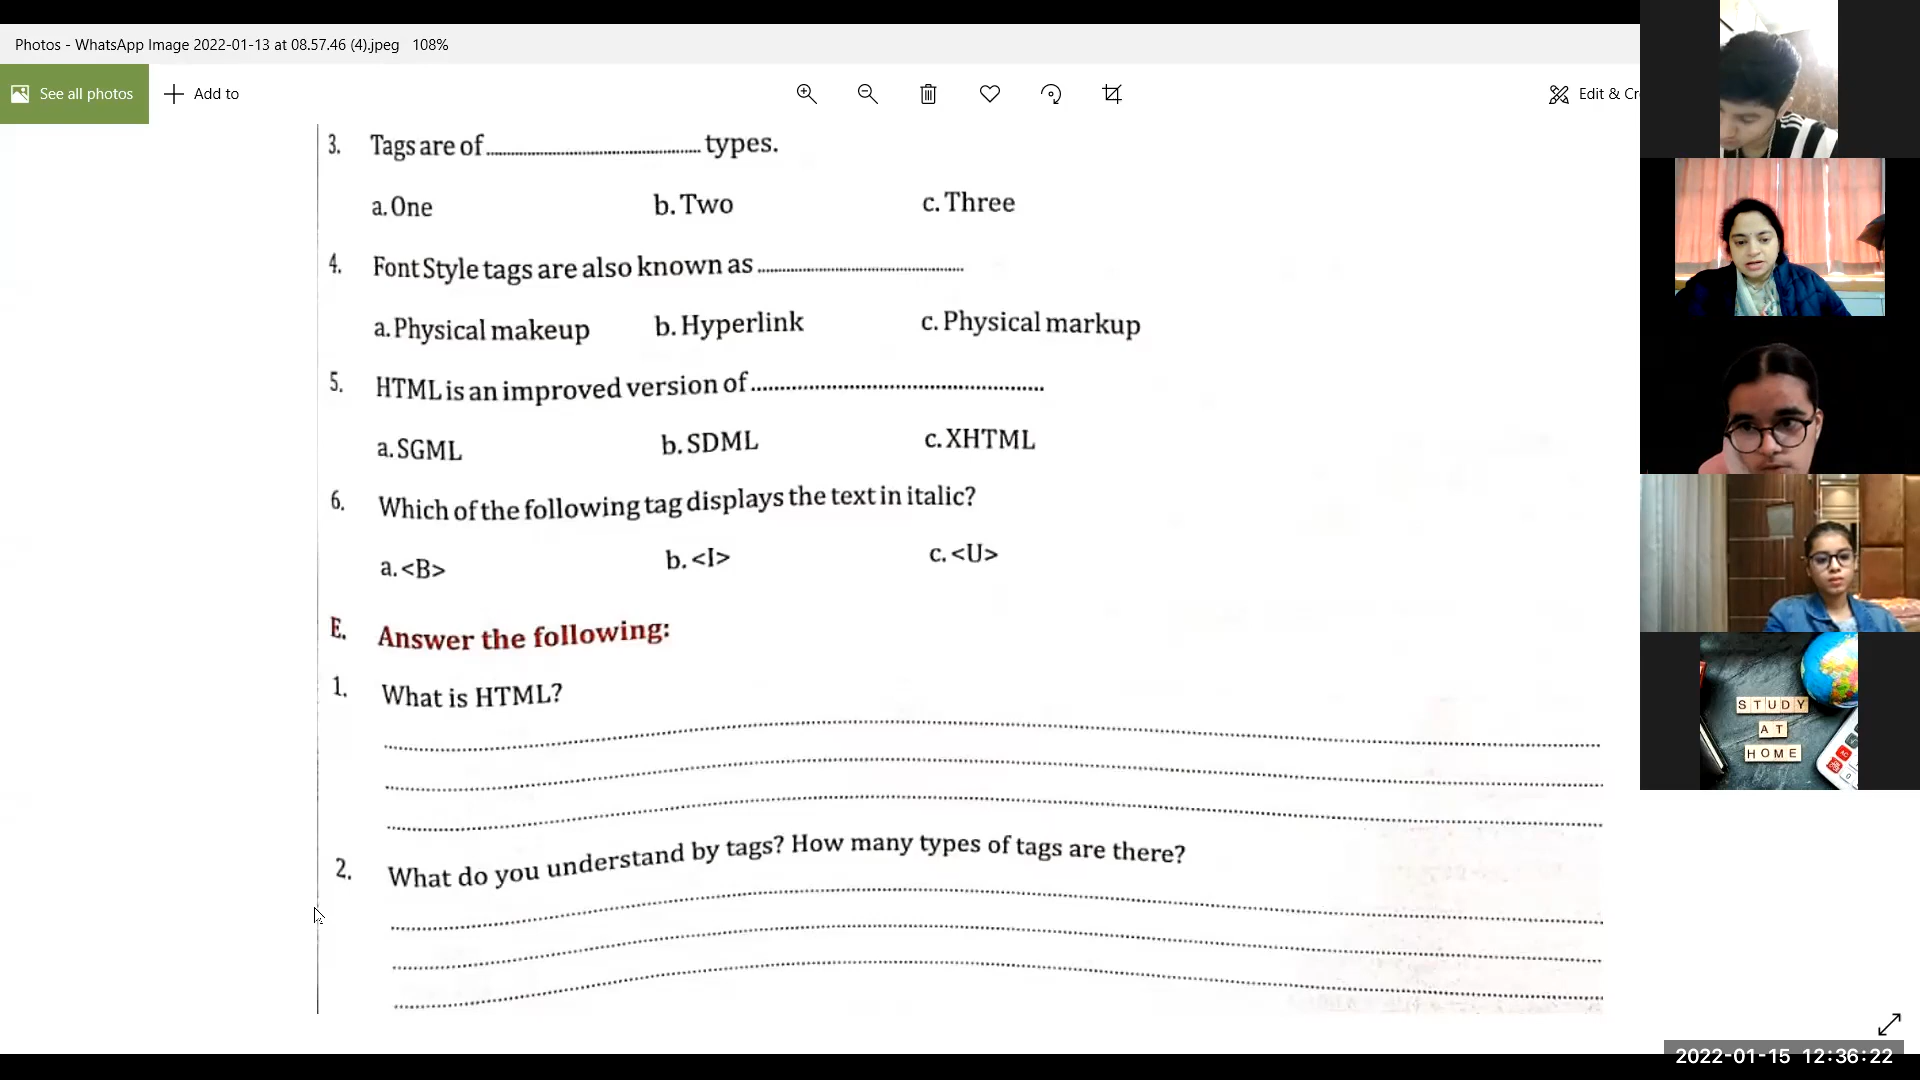 Photos - WhatsApp Image 2022-01-13 at 08.57.46 (4).jpeg 108%
See all photos
Add to
Edit & Cr
3. Tags are of .......... types.
a. One b. Two c. Three
4. Font Style tags are also known as ..........
a. Physical makeup b. Hyperlink c. Physical markup
5. HTML is an improved version of ..........
a. SGML b. SDML c. XHTML
6. Which of the following tag displays the text in italic?
a. <B> b. <I> c. <U>
E. Answer the following:
1. What is HTML?
2. What do you understand by tags? How many types of tags are there?
STUDY
AT
HOME
2022-01-15 12:36:22